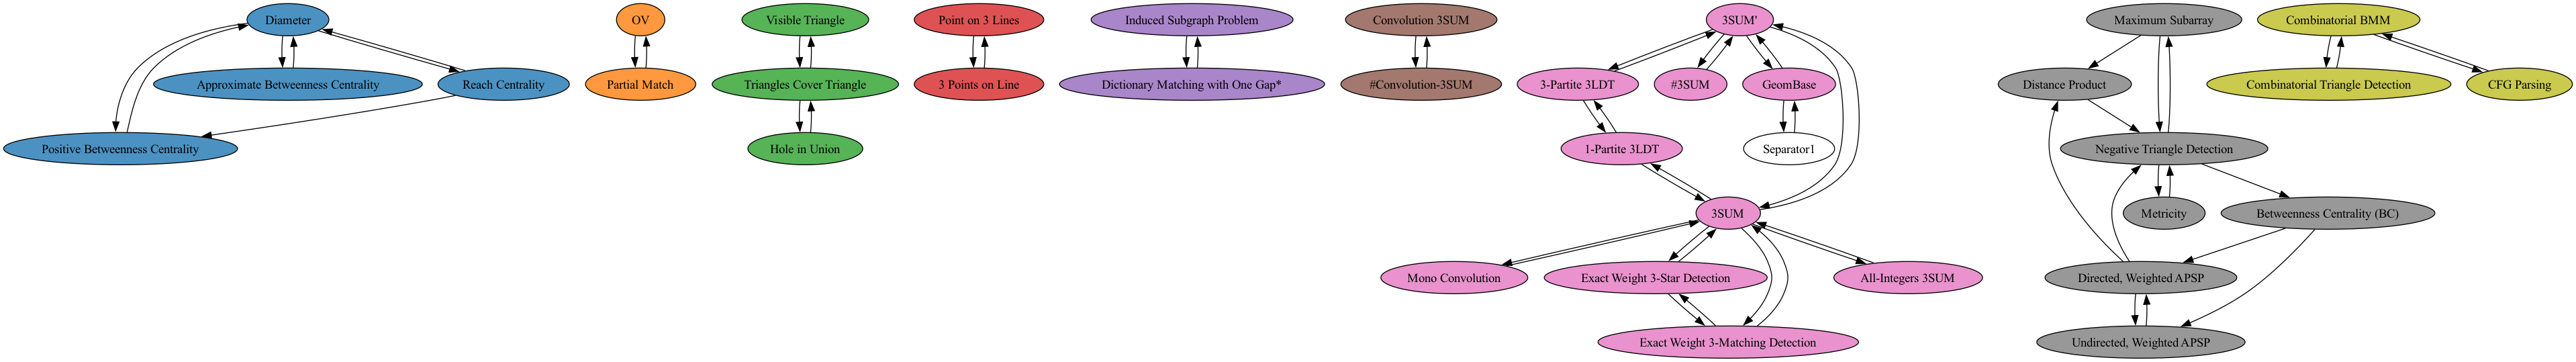 Diameter
OV
Visible Triangle
Point on 3 Lines
Induced Subgraph Problem
Convolution 3SUM
3SUM'
Maximum Subarray
Combinatorial BMM
Approximate Betweenness Centrality
Reach Centrality
Partial Match
Triangles Cover Triangle
3 Points on Line
Dictionary Matching with One Gap*
#Convolution-3SUM
3-Partite 3LDT
#3SUM
GeomBase
Distance Product
Combinatorial Triangle Detection
CFG Parsing
Positive Betweenness Centrality
Hole in Union
1-Partite 3LDT
Separator1
Negative Triangle Detection
3SUM
Metricity
Betweenness Centrality (BC)
Mono Convolution
Exact Weight 3-Star Detection
All-Integers 3SUM
Directed, Weighted APSP
Exact Weight 3-Matching Detection
Undirected, Weighted APSP